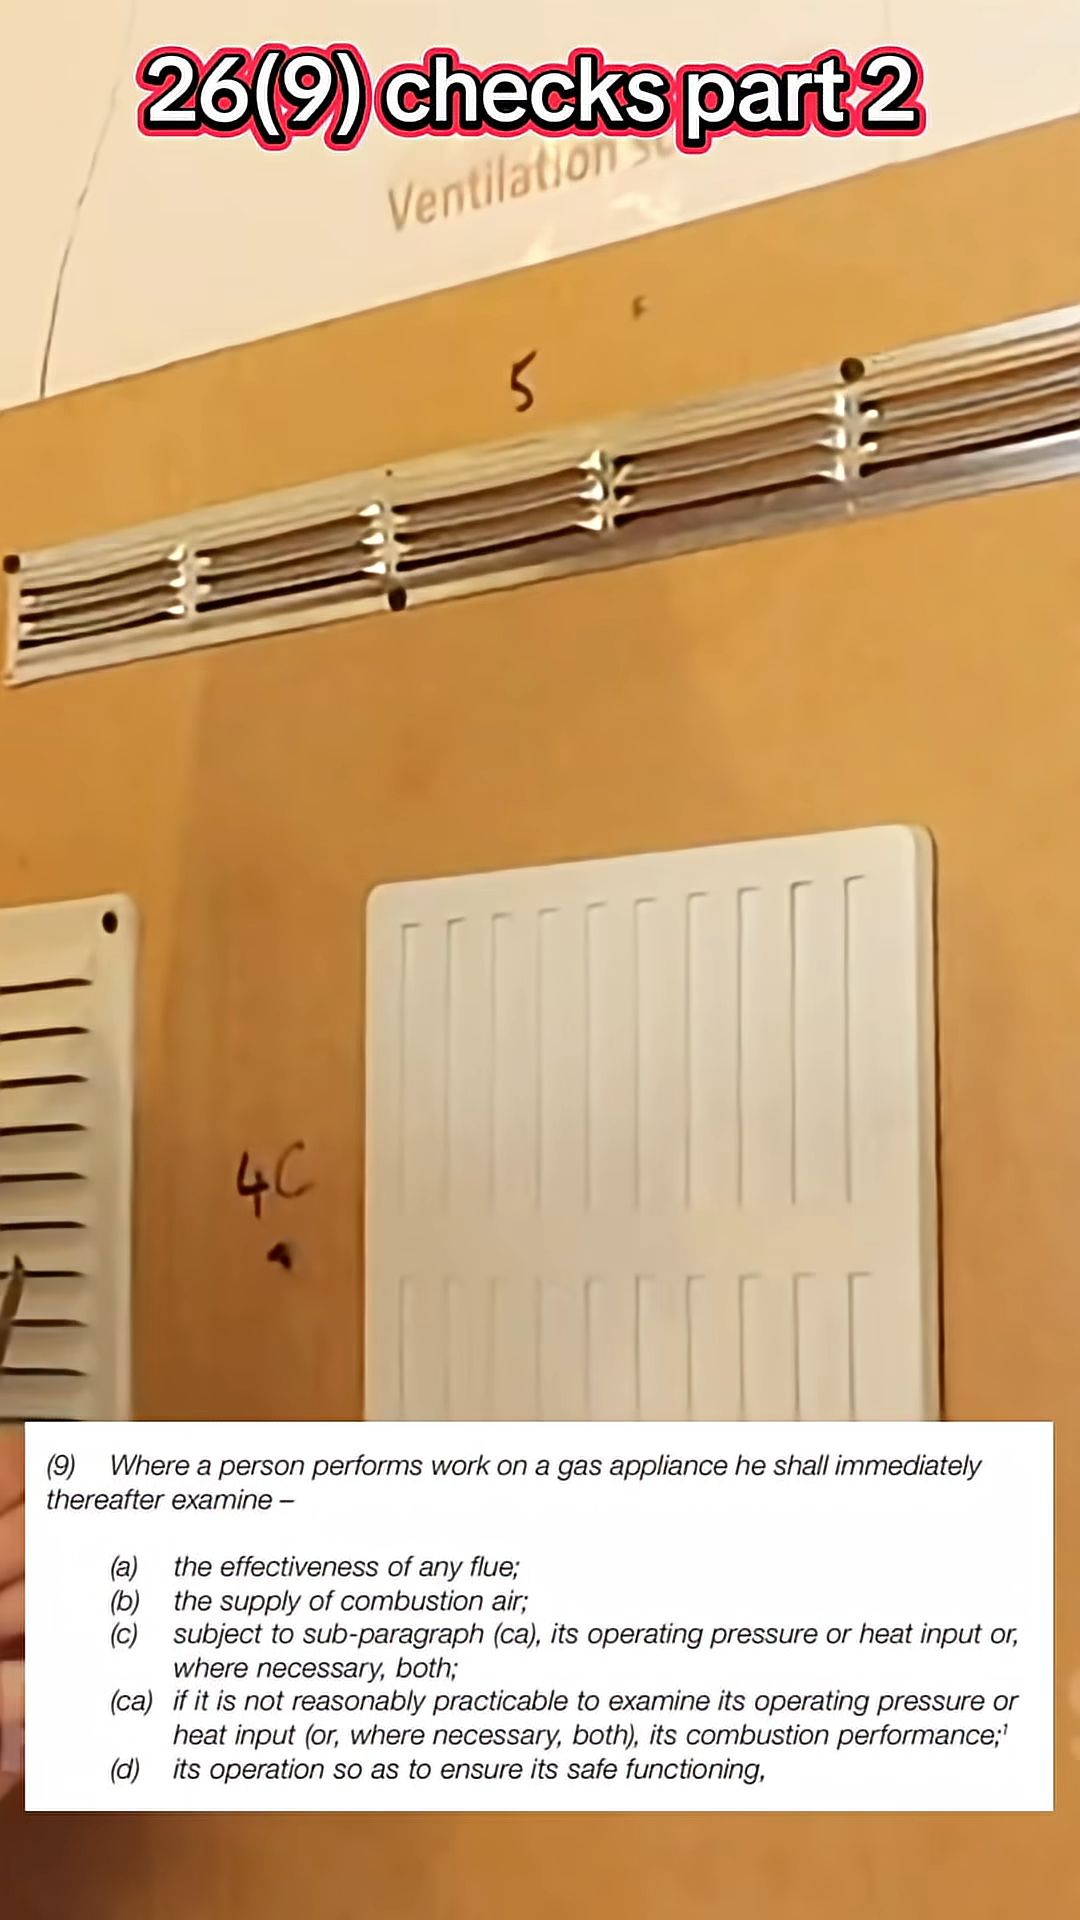 26(9) checks part 2
Ventilation
5
4C
(9) Where a person performs work on a gas appliance he shall immediately
thereafter examine –
(a) the effectiveness of any flue;
(b) the supply of combustion air;
(c) subject to sub-paragraph (ca), its operating pressure or heat input or,
where necessary, both;
(ca) if it is not reasonably practicable to examine its operating pressure or
heat input (or, where necessary, both), its combustion performance;¹
(d) its operation so as to ensure its safe functioning,